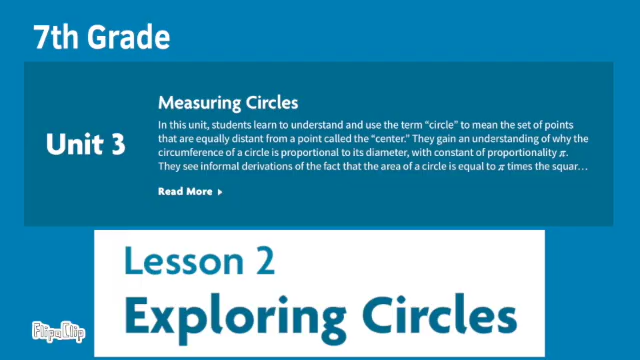 7th Grade
Unit 3
Measuring Circles
In this unit, students learn to understand and use the term “circle” to mean the set of points
that are equally distant from a point called the “center.” They gain an understanding of why the
circumference of a circle is proportional to its diameter, with constant of proportionality π.
They see informal derivations of the fact that the area of a circle is equal to π times the squar…
Read More
Lesson 2
Exploring Circles
FlipaClip